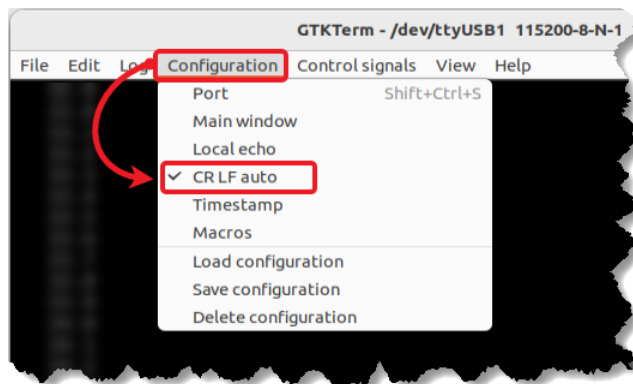 GTKTerm - /dev/ttyUSB1 115200-8-N-1
File Edit Log Configuration Control signals View Help
Port Shift+Ctrl+S
Main window
Local echo
CR LF auto
Timestamp
Macros
Load configuration
Save configuration
Delete configuration